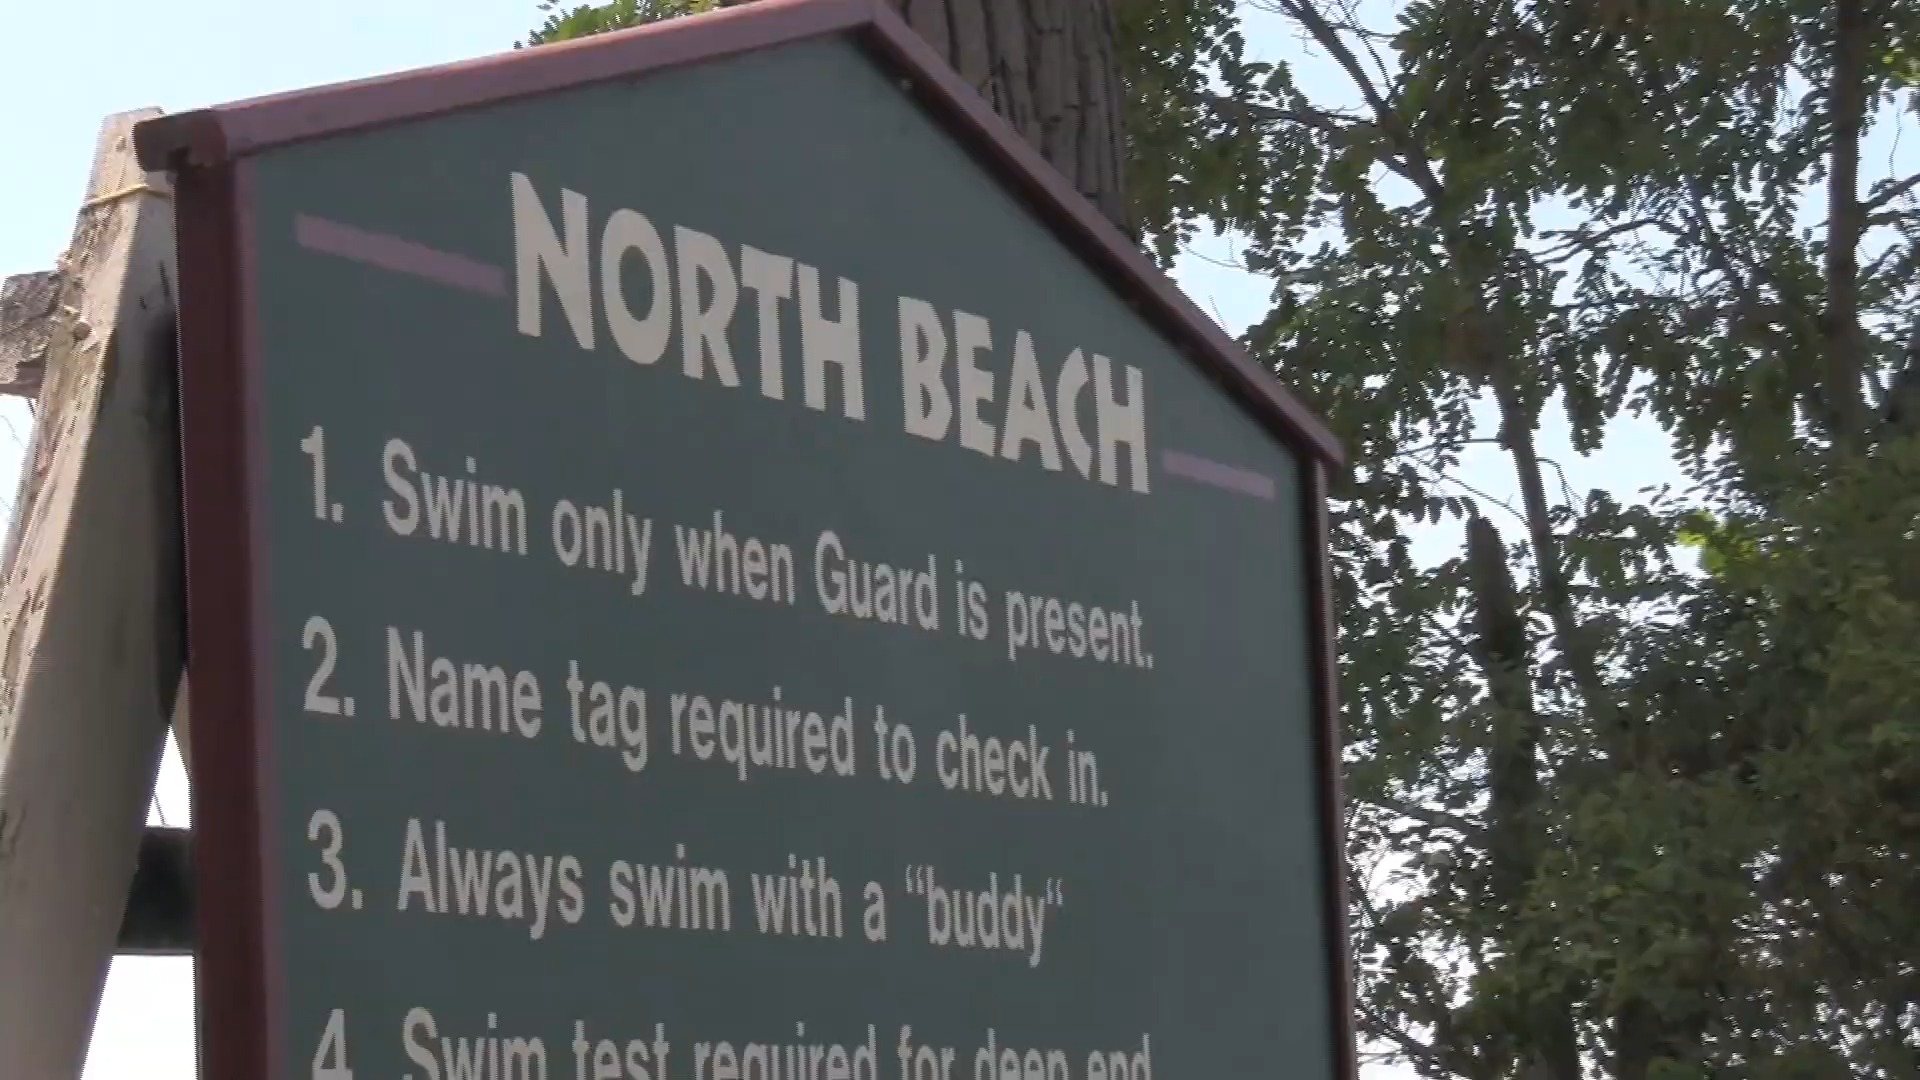 NORTH BEACH
1. Swim only when Guard is present.
2. Name tag required to check in.
3. Always swim with a “buddy“
4. Swim test required for deep end